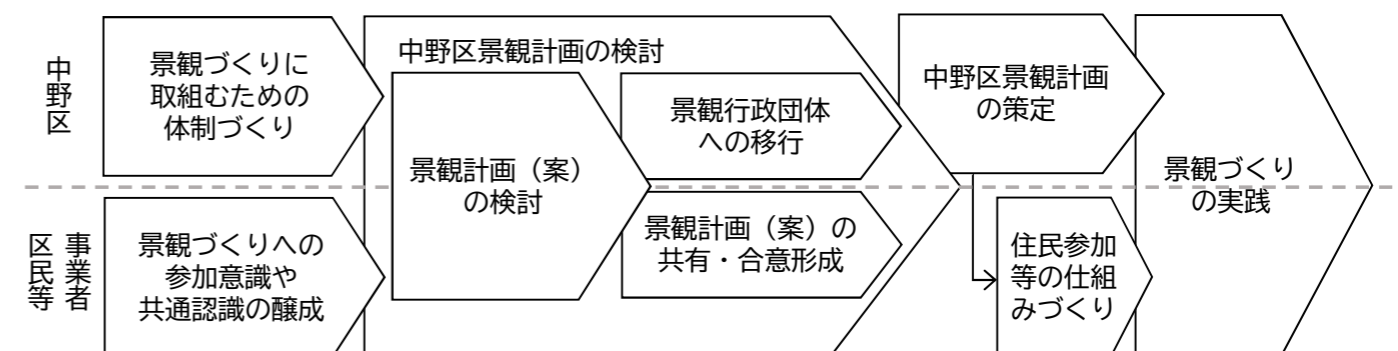 中野区
景観づくりに
取組むための
体制づくり
中野区景観計画の検討
景観計画（案）
の検討
景観行政団体
への移行
中野区景観計画
の策定
景観づくり
の実践
事業者
区民等
景観づくりへの
参加意識や
共通認識の醸成
景観計画（案）の
共有・合意形成
住民参加
等の仕組
みづくり